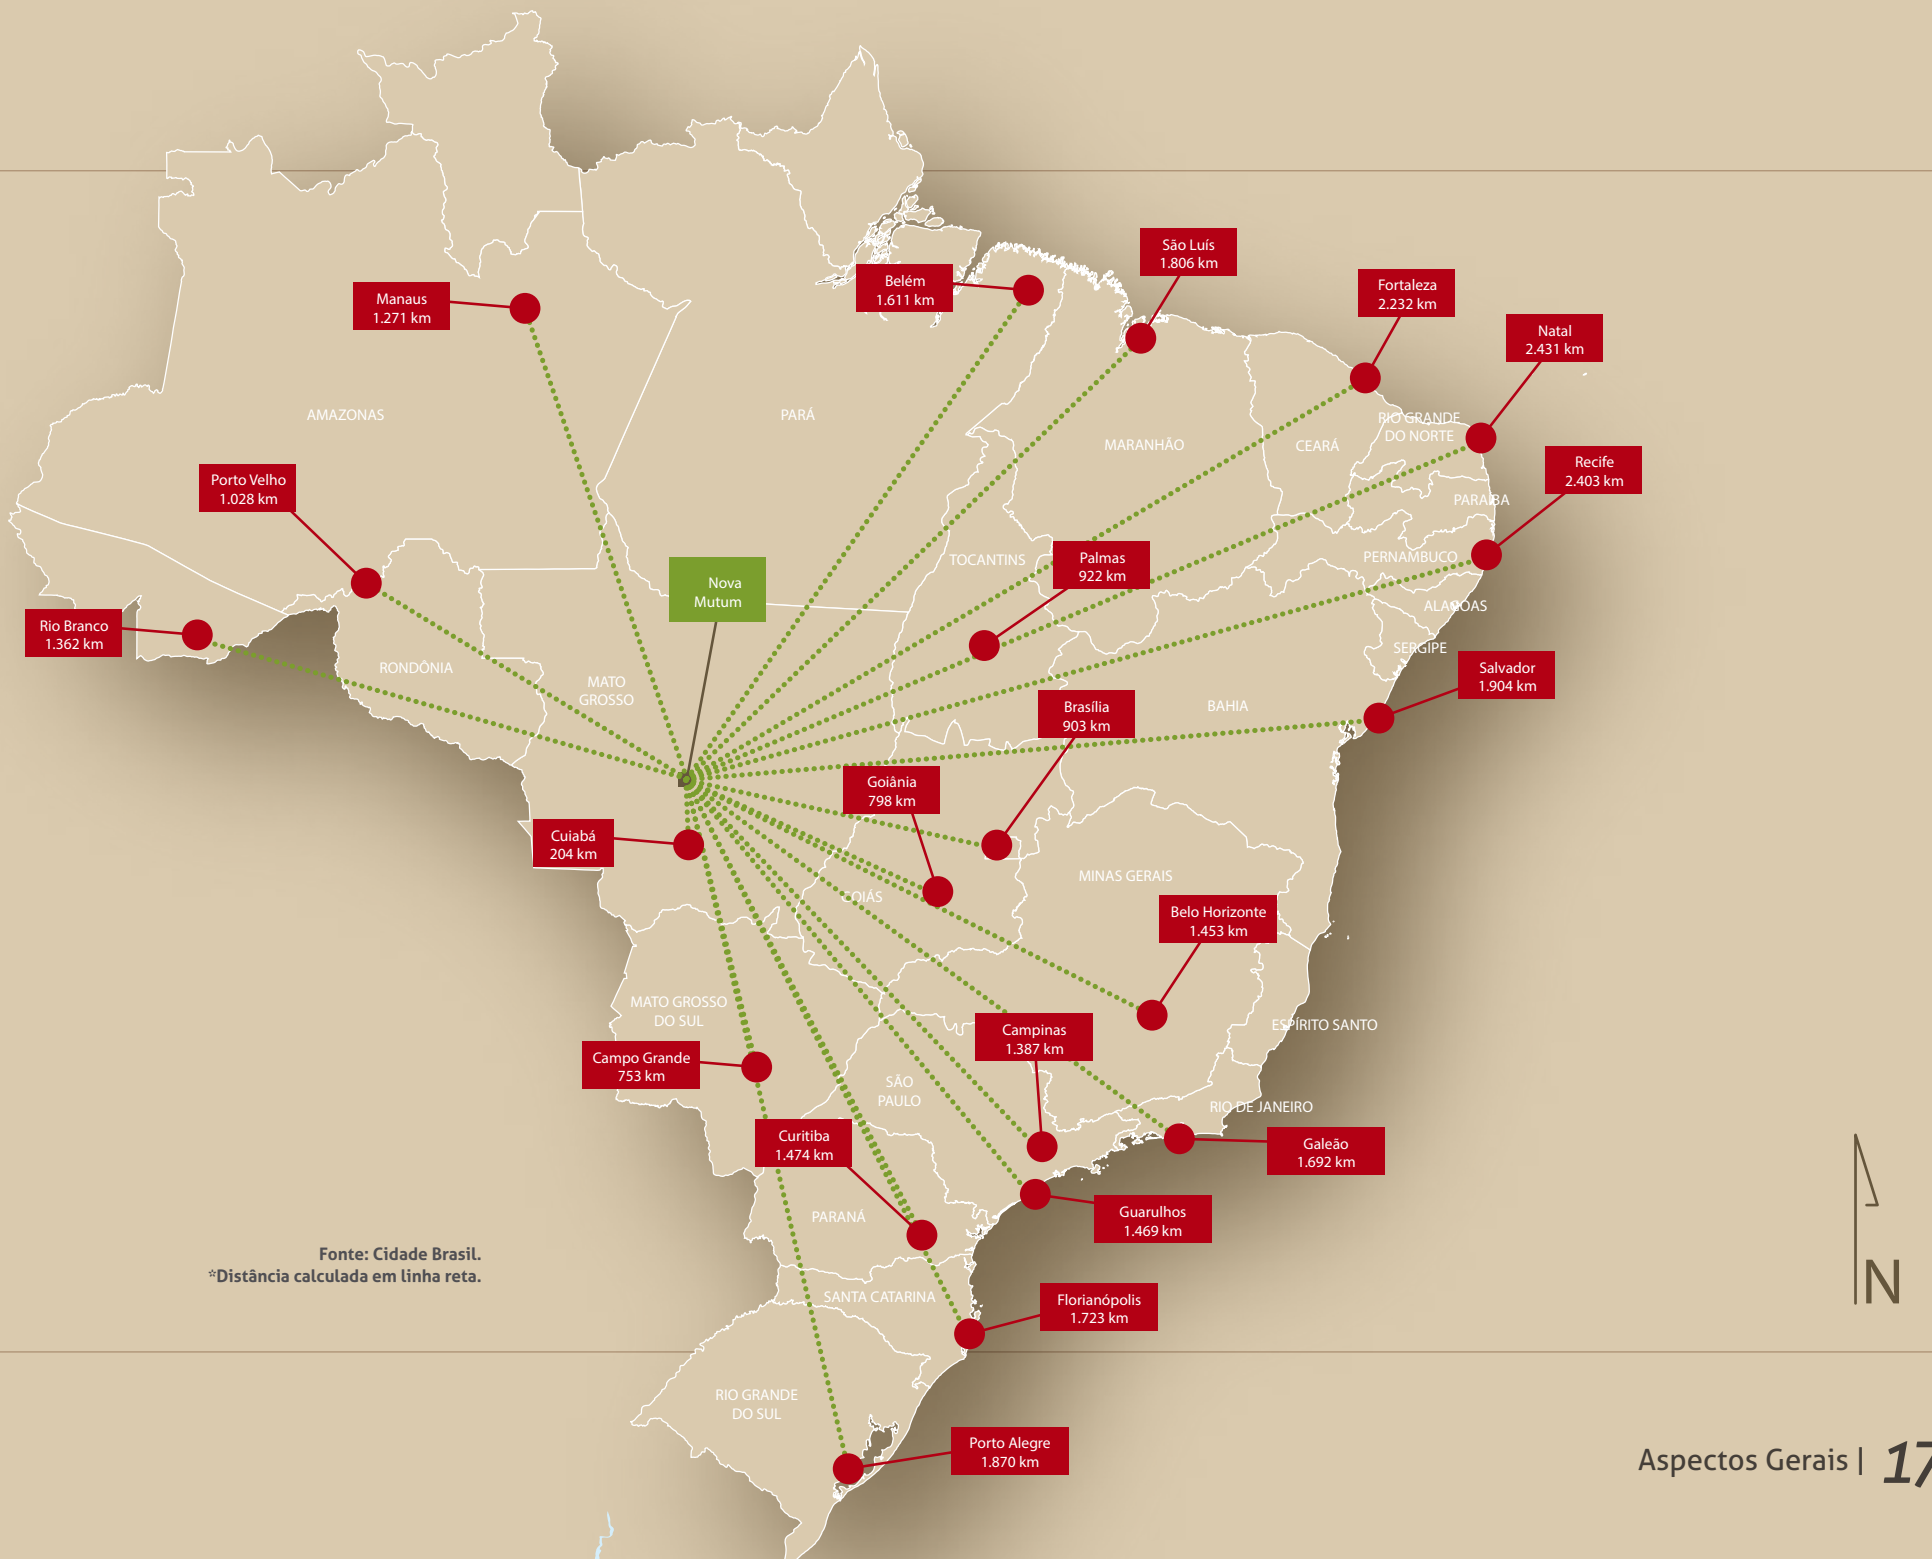 São Luís
1.806 km
Belém
1.611 km
Fortaleza
2.232 km
Manaus
1.271 km
Natal
2.431 km
AMAZONAS
PARÁ
MARANHÃO
CEARÁ
RIO GRANDE
DO NORTE
Recife
2.403 km
Porto Velho
1.028 km
PARAÍBA
TOCANTINS
Palmas
922 km
PERNAMBUCO
Nova
Mutum
ALAGOAS
Rio Branco
1.362 km
SERGIPE
RONDÔNIA
MATO
GROSSO
Salvador
1.904 km
Brasília
903 km
BAHIA
Goiânia
798 km
Cuiabá
204 km
GOIÁS
MINAS GERAIS
Belo Horizonte
1.453 km
MATO GROSSO
DO SUL
ESPÍRITO SANTO
Campinas
1.387 km
Campo Grande
753 km
SÃO
PAULO
RIO DE JANEIRO
Curitiba
1.474 km
Galeão
1.692 km
PARANÁ
Guarulhos
1.469 km
Fonte: Cidade Brasil.
*Distância calculada em linha reta.
N
SANTA CATARINA
Florianópolis
1.723 km
RIO GRANDE
DO SUL
Porto Alegre
1.870 km
Aspectos Gerais | 17